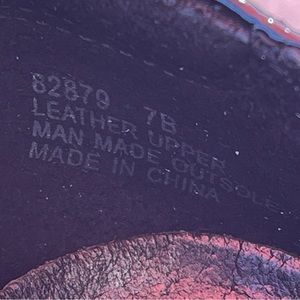 82879 7B
LEATHER UPPER
MAN MADE OUTSOLE
MADE IN CHINA